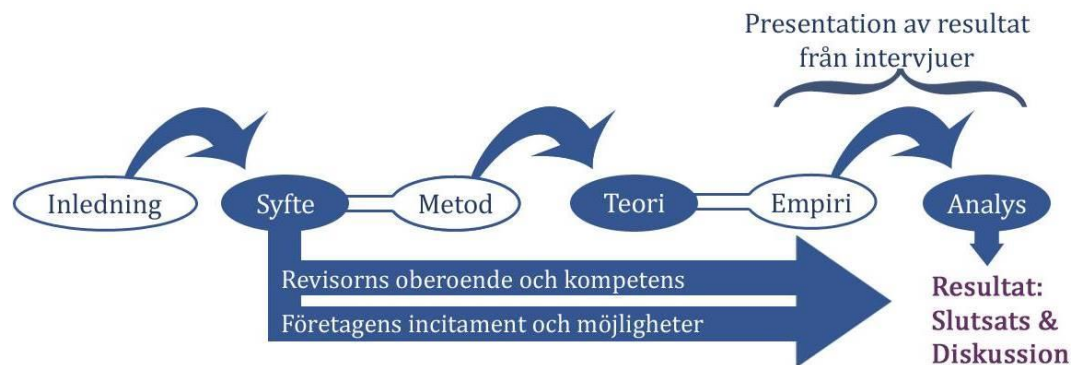 Presentation av resultat
från intervjuer
Inledning
Syfte
Metod
Teori
Empiri
Analys
Revisorns oberoende och kompetens
Företagens incitament och möjligheter
Resultat:
Slutsats &
Diskussion